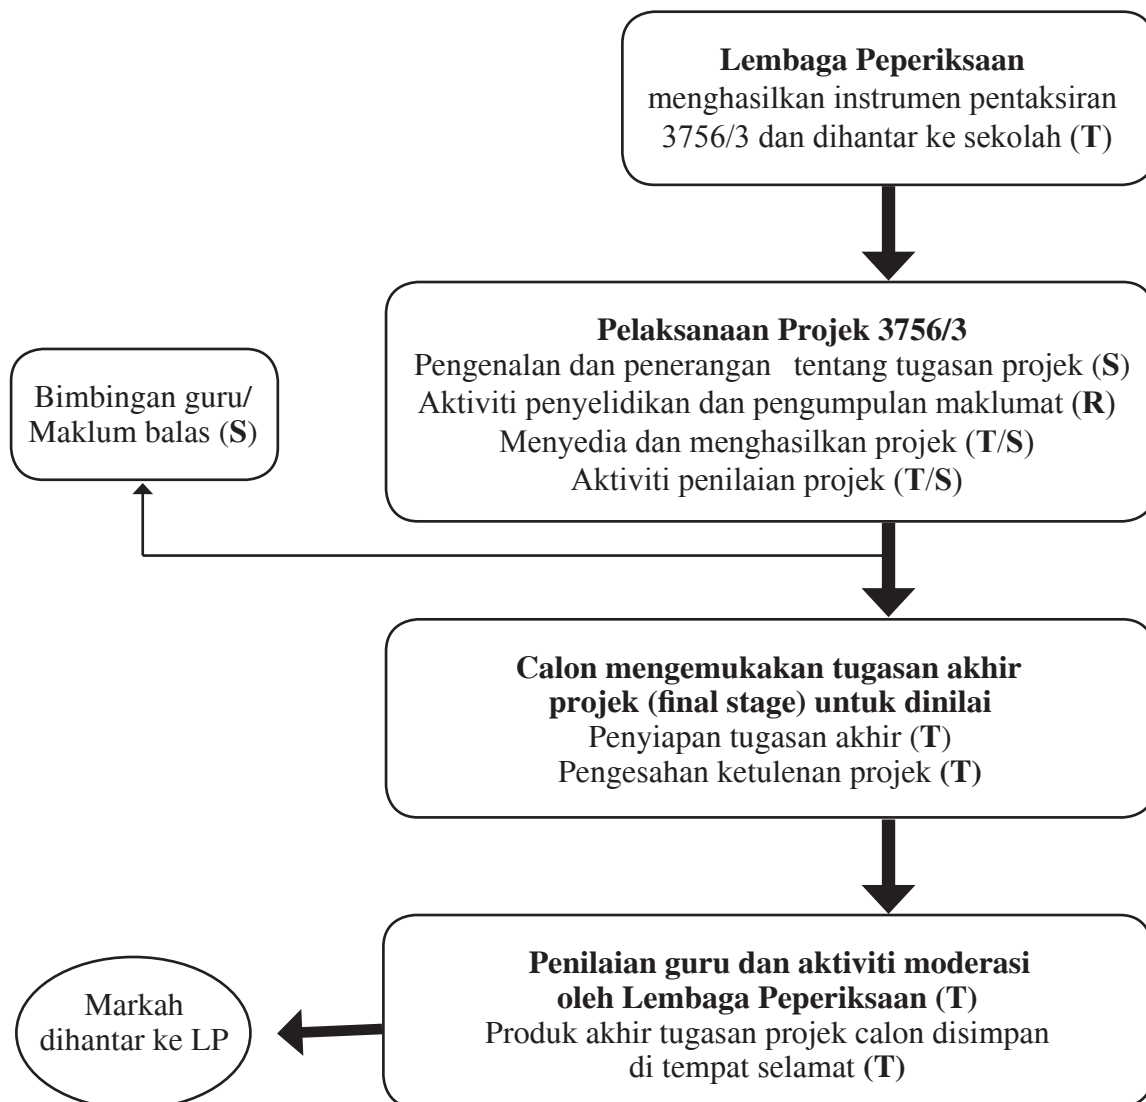 Lembaga Peperiksaan
menghasilkan instrumen pentaksiran
3756/3 dan dihantar ke sekolah (T)
Pelaksanaan Projek 3756/3
Pengenalan dan penerangan tentang tugasan projek (S)
Aktiviti penyelidikan dan pengumpulan maklumat (R)
Menyedia dan menghasilkan projek (T/S)
Aktiviti penilaian projek (T/S)
Bimbingan guru/
Maklum balas (S)
Calon mengemukakan tugasan akhir
projek (final stage) untuk dinilai
Penyiapan tugasan akhir (T)
Pengesahan ketulenan projek (T)
Penilaian guru dan aktiviti moderasi
oleh Lembaga Peperiksaan (T)
Produk akhir tugasan projek calon disimpan
di tempat selamat (T)
Markah
dihantar ke LP